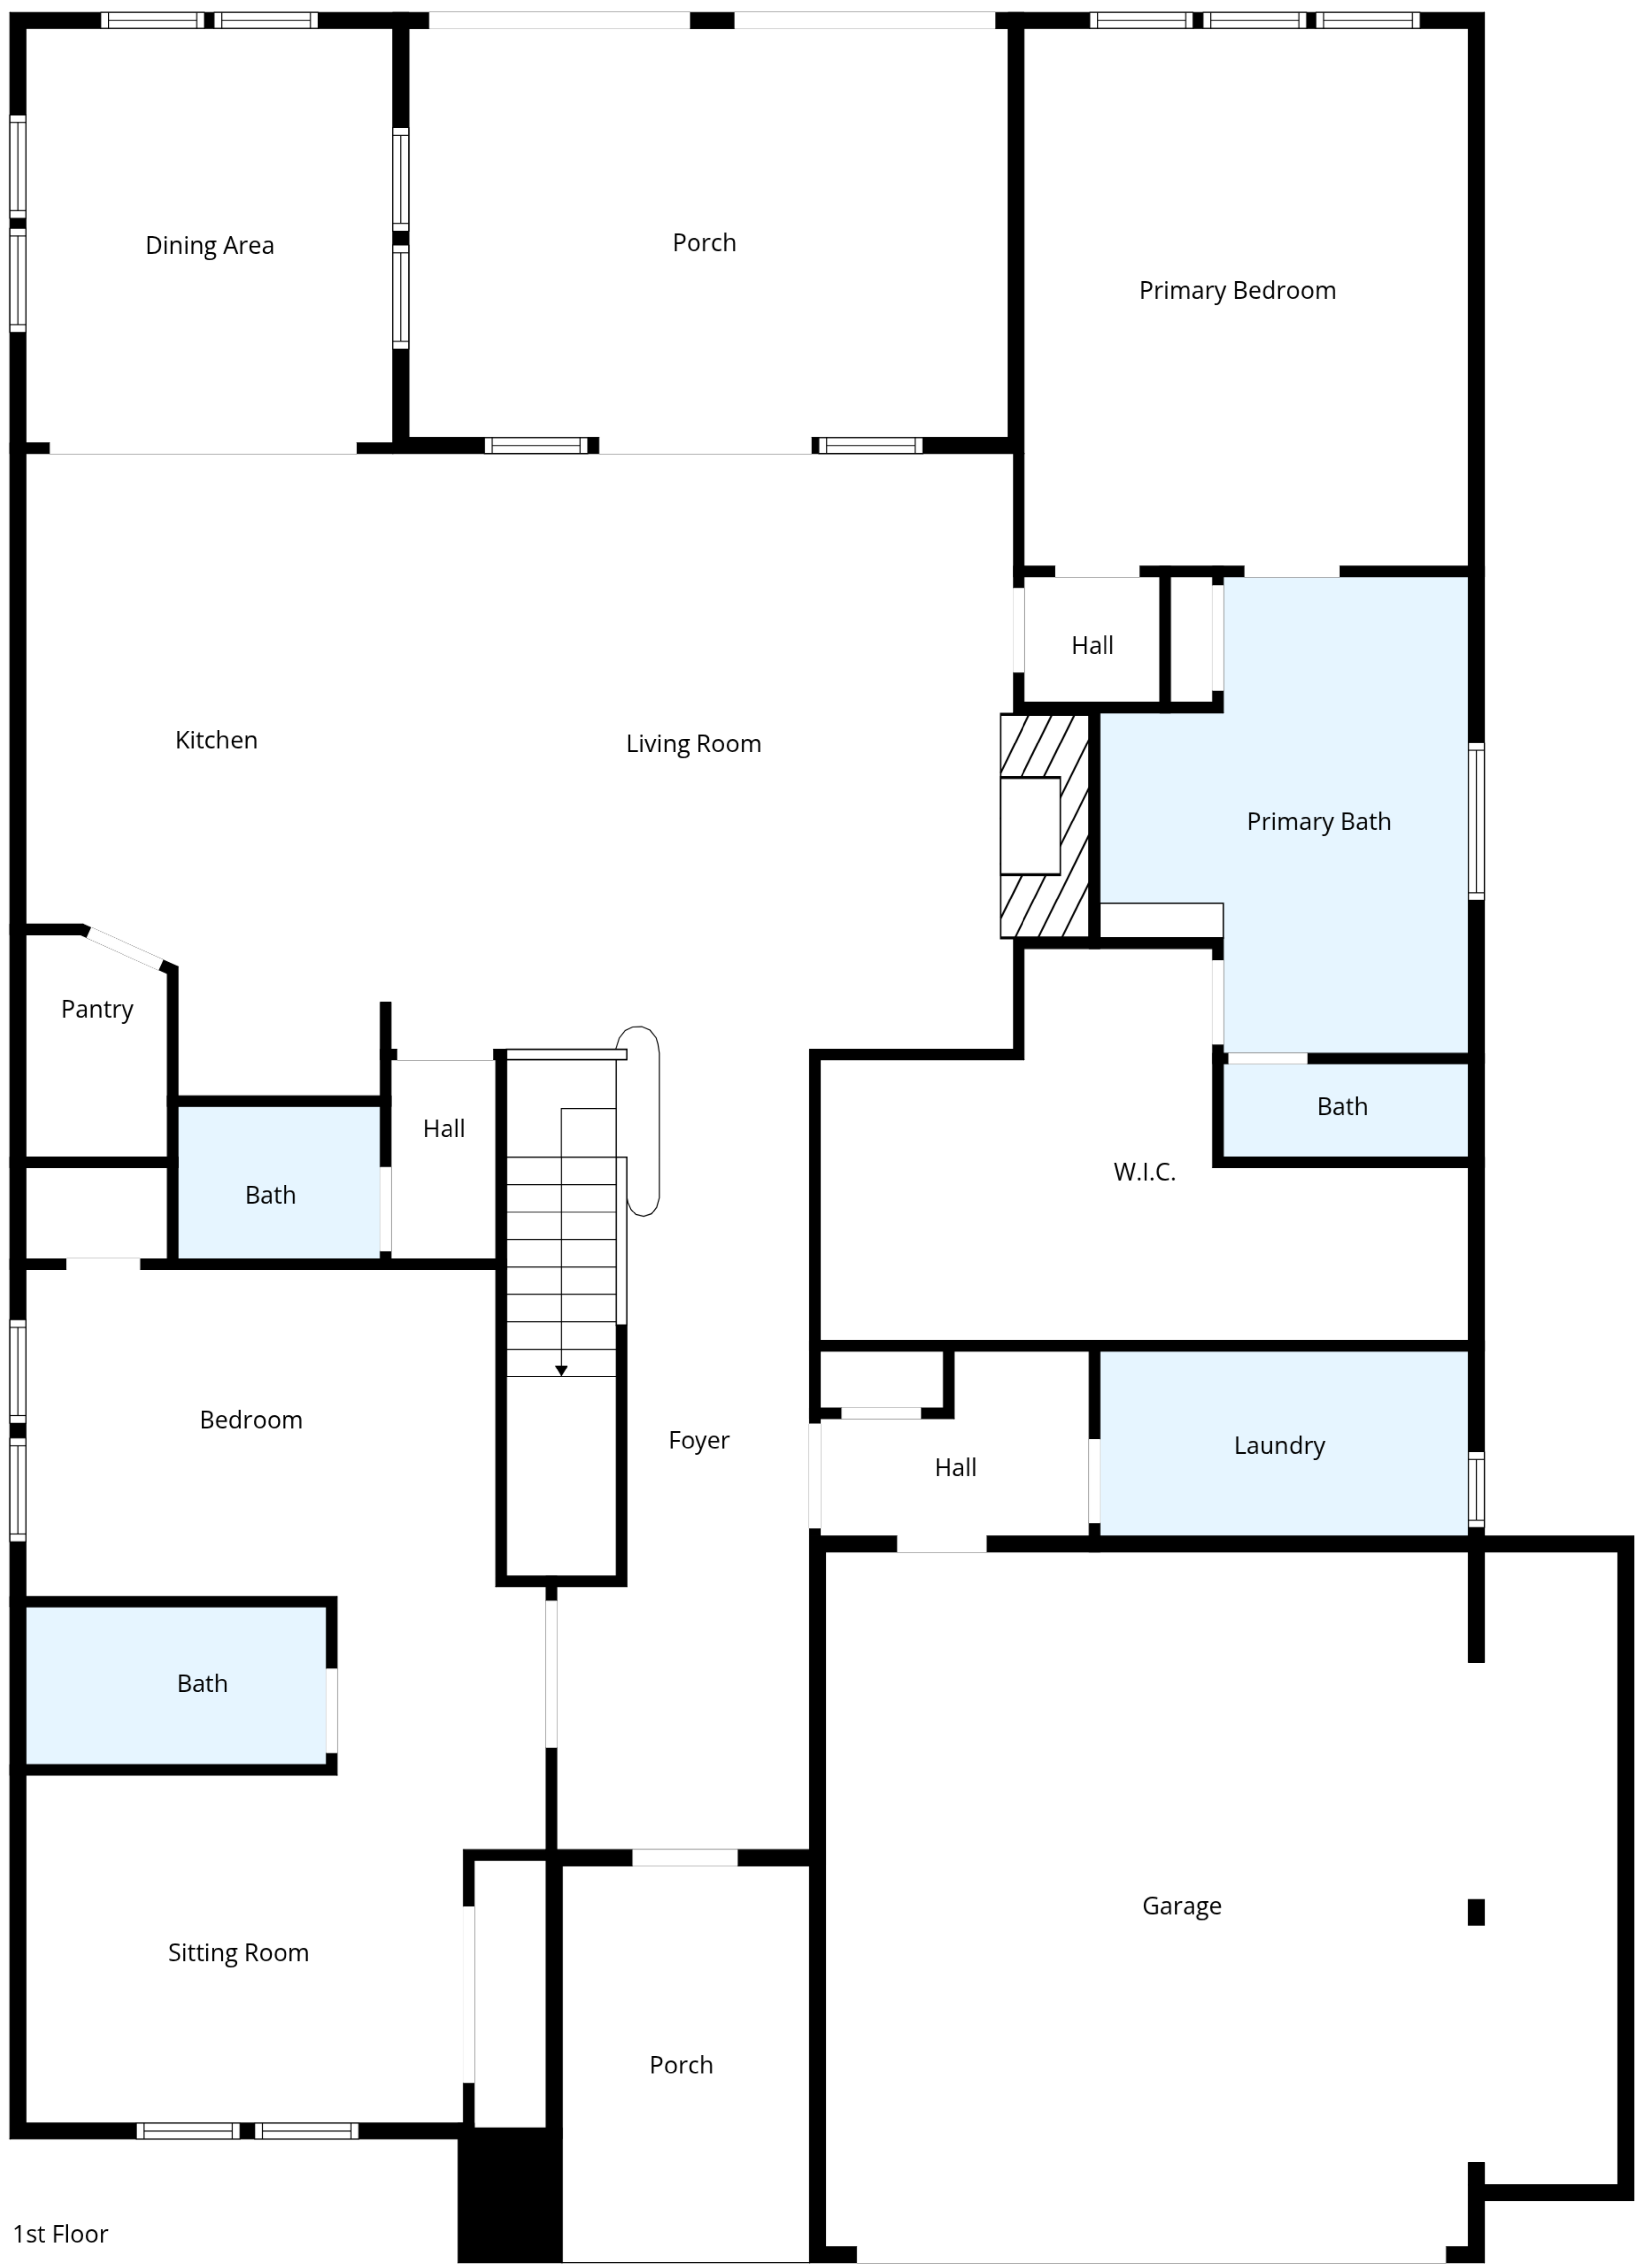 Dining Area
Porch
Primary Bedroom
Hall
Kitchen
Living Room
Primary Bath
Pantry
Hall
Bath
Bath
W.I.C.
Bedroom
Foyer
Hall
Laundry
Bath
Garage
Sitting Room
Porch
1st Floor